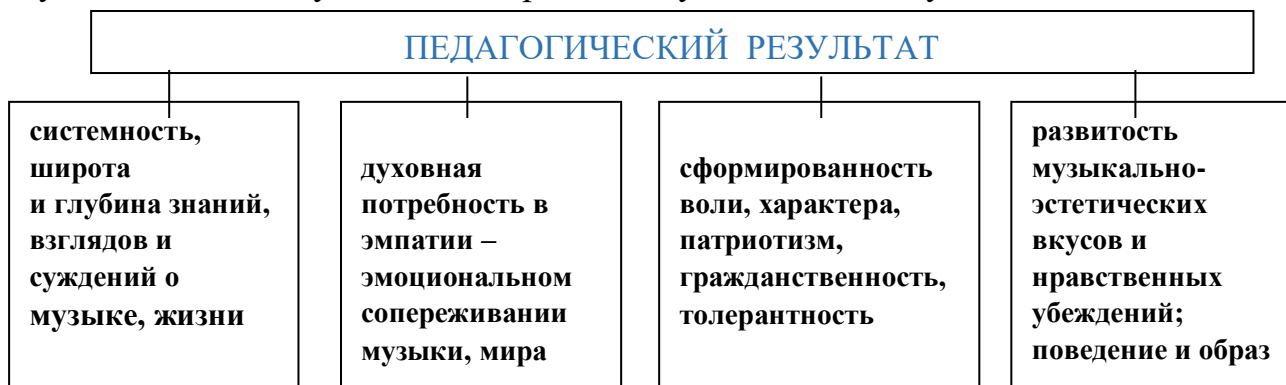 ПЕДАГОГИЧЕСКИЙ РЕЗУЛЬТАТ
системность,
широта
и глубина знаний,
взглядов и
суждений о
музыке, жизни
духовная
потребность в
эмпатии –
эмоциональном
сопереживании
музыки, мира
сформированность
воли, характера,
патриотизм,
гражданственность,
толерантность
развитость
музыкально-
эстетических
вкусов и
нравственных
убеждений;
поведение и образ